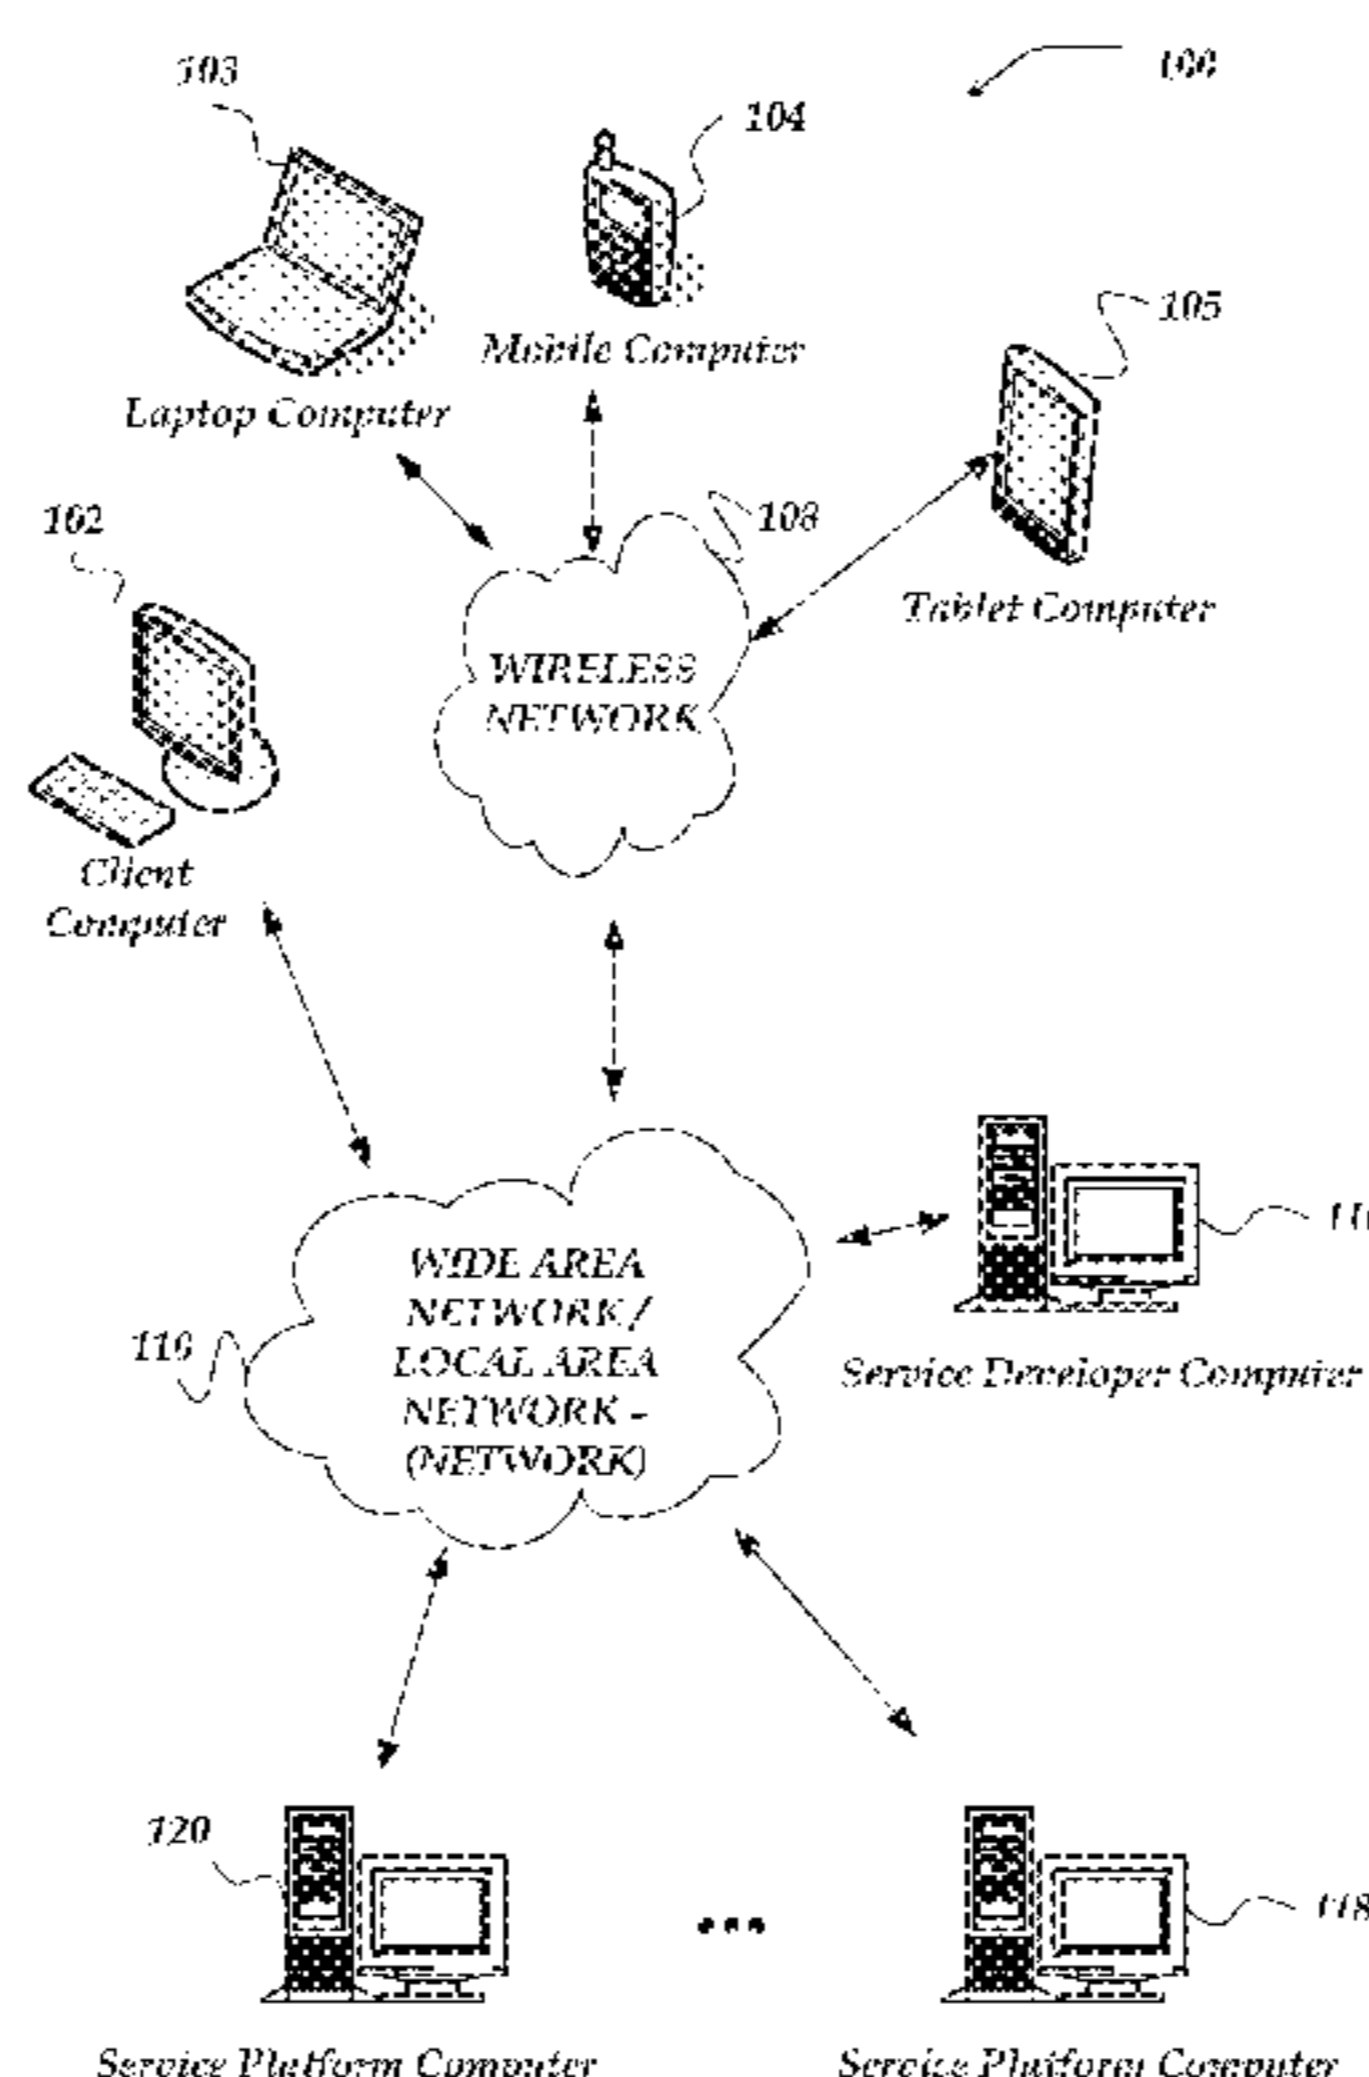 103
100
104
105
Mobile Computer
Laptop Computer
108
102
Tablet Computer
WIRELESS
NETWORK
Client
Computer
WIDE AREA
NETWORK /
LOCAL AREA
NETWORK –
(NETWORK)
110
Service Developer Computer
120
118
Service Platform Computer
Service Platform Computer